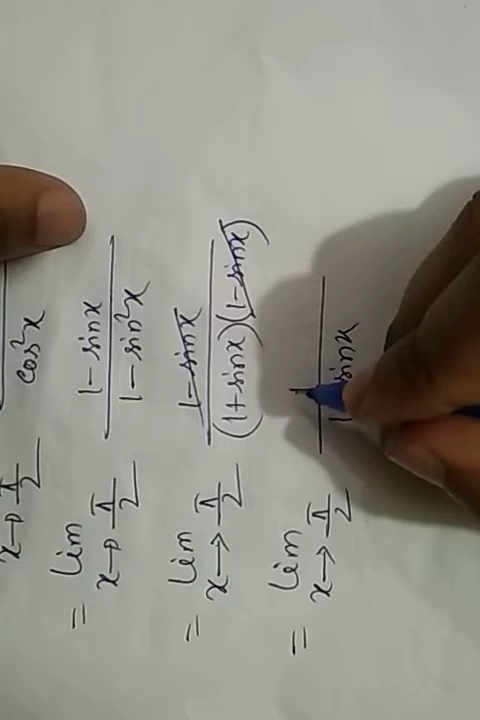 x→π/2 cos²x
= lim x→π/2 1 - sinx / 1 - sin²x
= lim x→π/2 1 - sinx / (1 + sinx)(1 - sinx)
= lim x→π/2 1 / 1 sinx